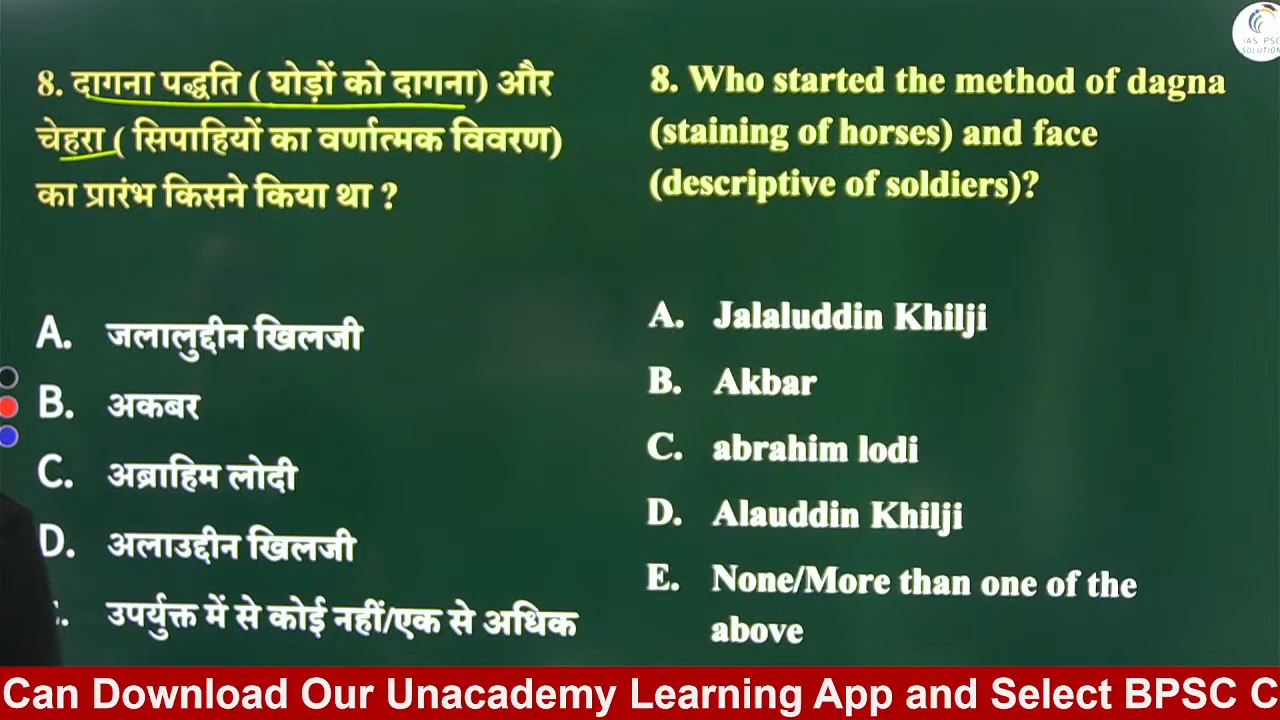 8. दागना पद्धति ( घोड़ों को दागना) और
चेहरा ( सिपाहियों का वर्णात्मक विवरण)
का प्रारंभ किसने किया था ?
A. जलालुद्दीन खिलजी
B. अकबर
C. अब्राहिम लोदी
D. अलाउद्दीन खिलजी
उपर्युक्त में से कोई नहीं/एक से अधिक
8. Who started the method of dagna
(staining of horses) and face
(descriptive of soldiers)?
A. Jalaluddin Khilji
B. Akbar
C. abrahim lodi
D. Alauddin Khilji
E. None/More than one of the
above
IAS PSC
SOLUTION
Can Download Our Unacademy Learning App and Select BPSC C